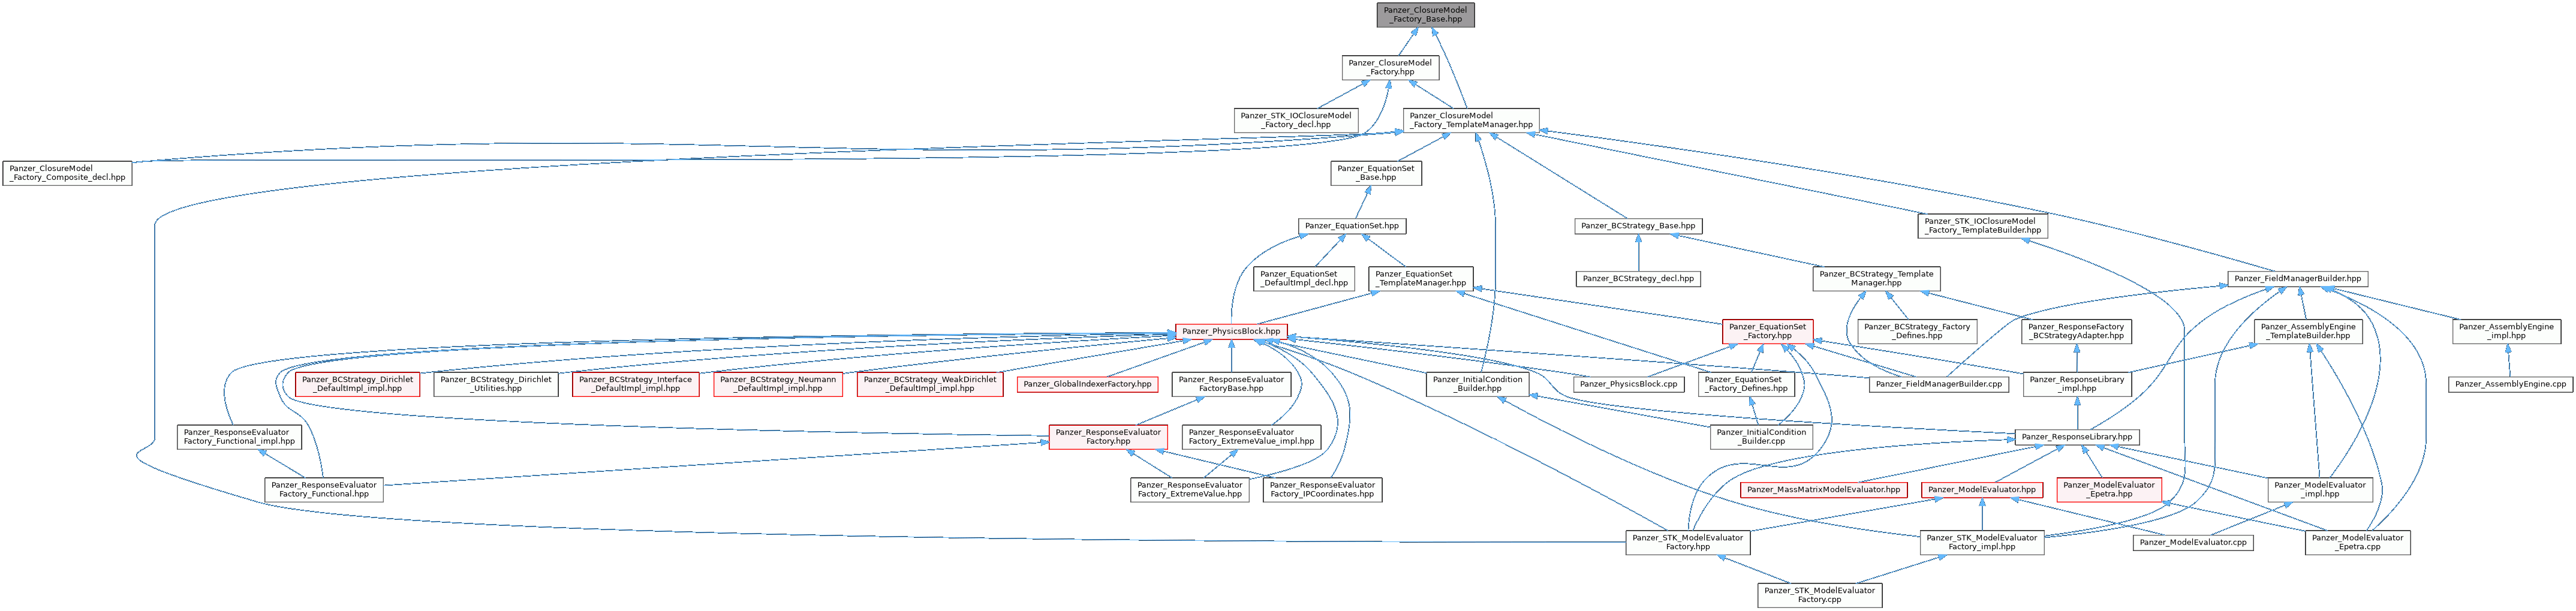 Panzer_ClosureModel
_Factory_Base.hpp
Panzer_ClosureModel
_Factory.hpp
Panzer_STK_IOClosureModel
_Factory_decl.hpp
Panzer_ClosureModel
_Factory_TemplateManager.hpp
Panzer_ClosureModel
_Factory_Composite_decl.hpp
Panzer_EquationSet
_Base.hpp
Panzer_EquationSet.hpp
Panzer_BCStrategy_Base.hpp
Panzer_STK_IOClosureModel
_Factory_TemplateBuilder.hpp
Panzer_EquationSet
_DefaultImpl_decl.hpp
Panzer_EquationSet
_TemplateManager.hpp
Panzer_BCStrategy_decl.hpp
Panzer_BCStrategy_Template
Manager.hpp
Panzer_FieldManagerBuilder.hpp
Panzer_PhysicsBlock.hpp
Panzer_EquationSet
_Factory.hpp
Panzer_BCStrategy_Factory
_Defines.hpp
Panzer_ResponseFactory
_BCStrategyAdapter.hpp
Panzer_AssemblyEngine
_TemplateBuilder.hpp
Panzer_AssemblyEngine
_impl.hpp
Panzer_BCStrategy_Dirichlet
_DefaultImpl_impl.hpp
Panzer_BCStrategy_Dirichlet
_Utilities.hpp
Panzer_BCStrategy_Interface
_DefaultImpl_impl.hpp
Panzer_BCStrategy_Neumann
_DefaultImpl_impl.hpp
Panzer_BCStrategy_WeakDirichlet
_DefaultImpl_impl.hpp
Panzer_GlobalIndexerFactory.hpp
Panzer_ResponseEvaluator
FactoryBase.hpp
Panzer_InitialCondition
_Builder.hpp
Panzer_PhysicsBlock.cpp
Panzer_EquationSet
_Factory_Defines.hpp
Panzer_FieldManagerBuilder.cpp
Panzer_ResponseLibrary
_impl.hpp
Panzer_AssemblyEngine.cpp
Panzer_ResponseEvaluator
Factory_Functional_impl.hpp
Panzer_ResponseEvaluator
Factory.hpp
Panzer_ResponseEvaluator
Factory_ExtremeValue_impl.hpp
Panzer_InitialCondition
_Builder.cpp
Panzer_ResponseLibrary.hpp
Panzer_ResponseEvaluator
Factory_Functional.hpp
Panzer_ResponseEvaluator
Factory_ExtremeValue.hpp
Panzer_ResponseEvaluator
Factory_IPCoordinates.hpp
Panzer_MassMatrixModelEvaluator.hpp
Panzer_ModelEvaluator.hpp
Panzer_ModelEvaluator
_Epetra.hpp
Panzer_ModelEvaluator
_impl.hpp
Panzer_STK_ModelEvaluator
Factory.hpp
Panzer_STK_ModelEvaluator
Factory_impl.hpp
Panzer_ModelEvaluator.cpp
Panzer_ModelEvaluator
_Epetra.cpp
Panzer_STK_ModelEvaluator
Factory.cpp